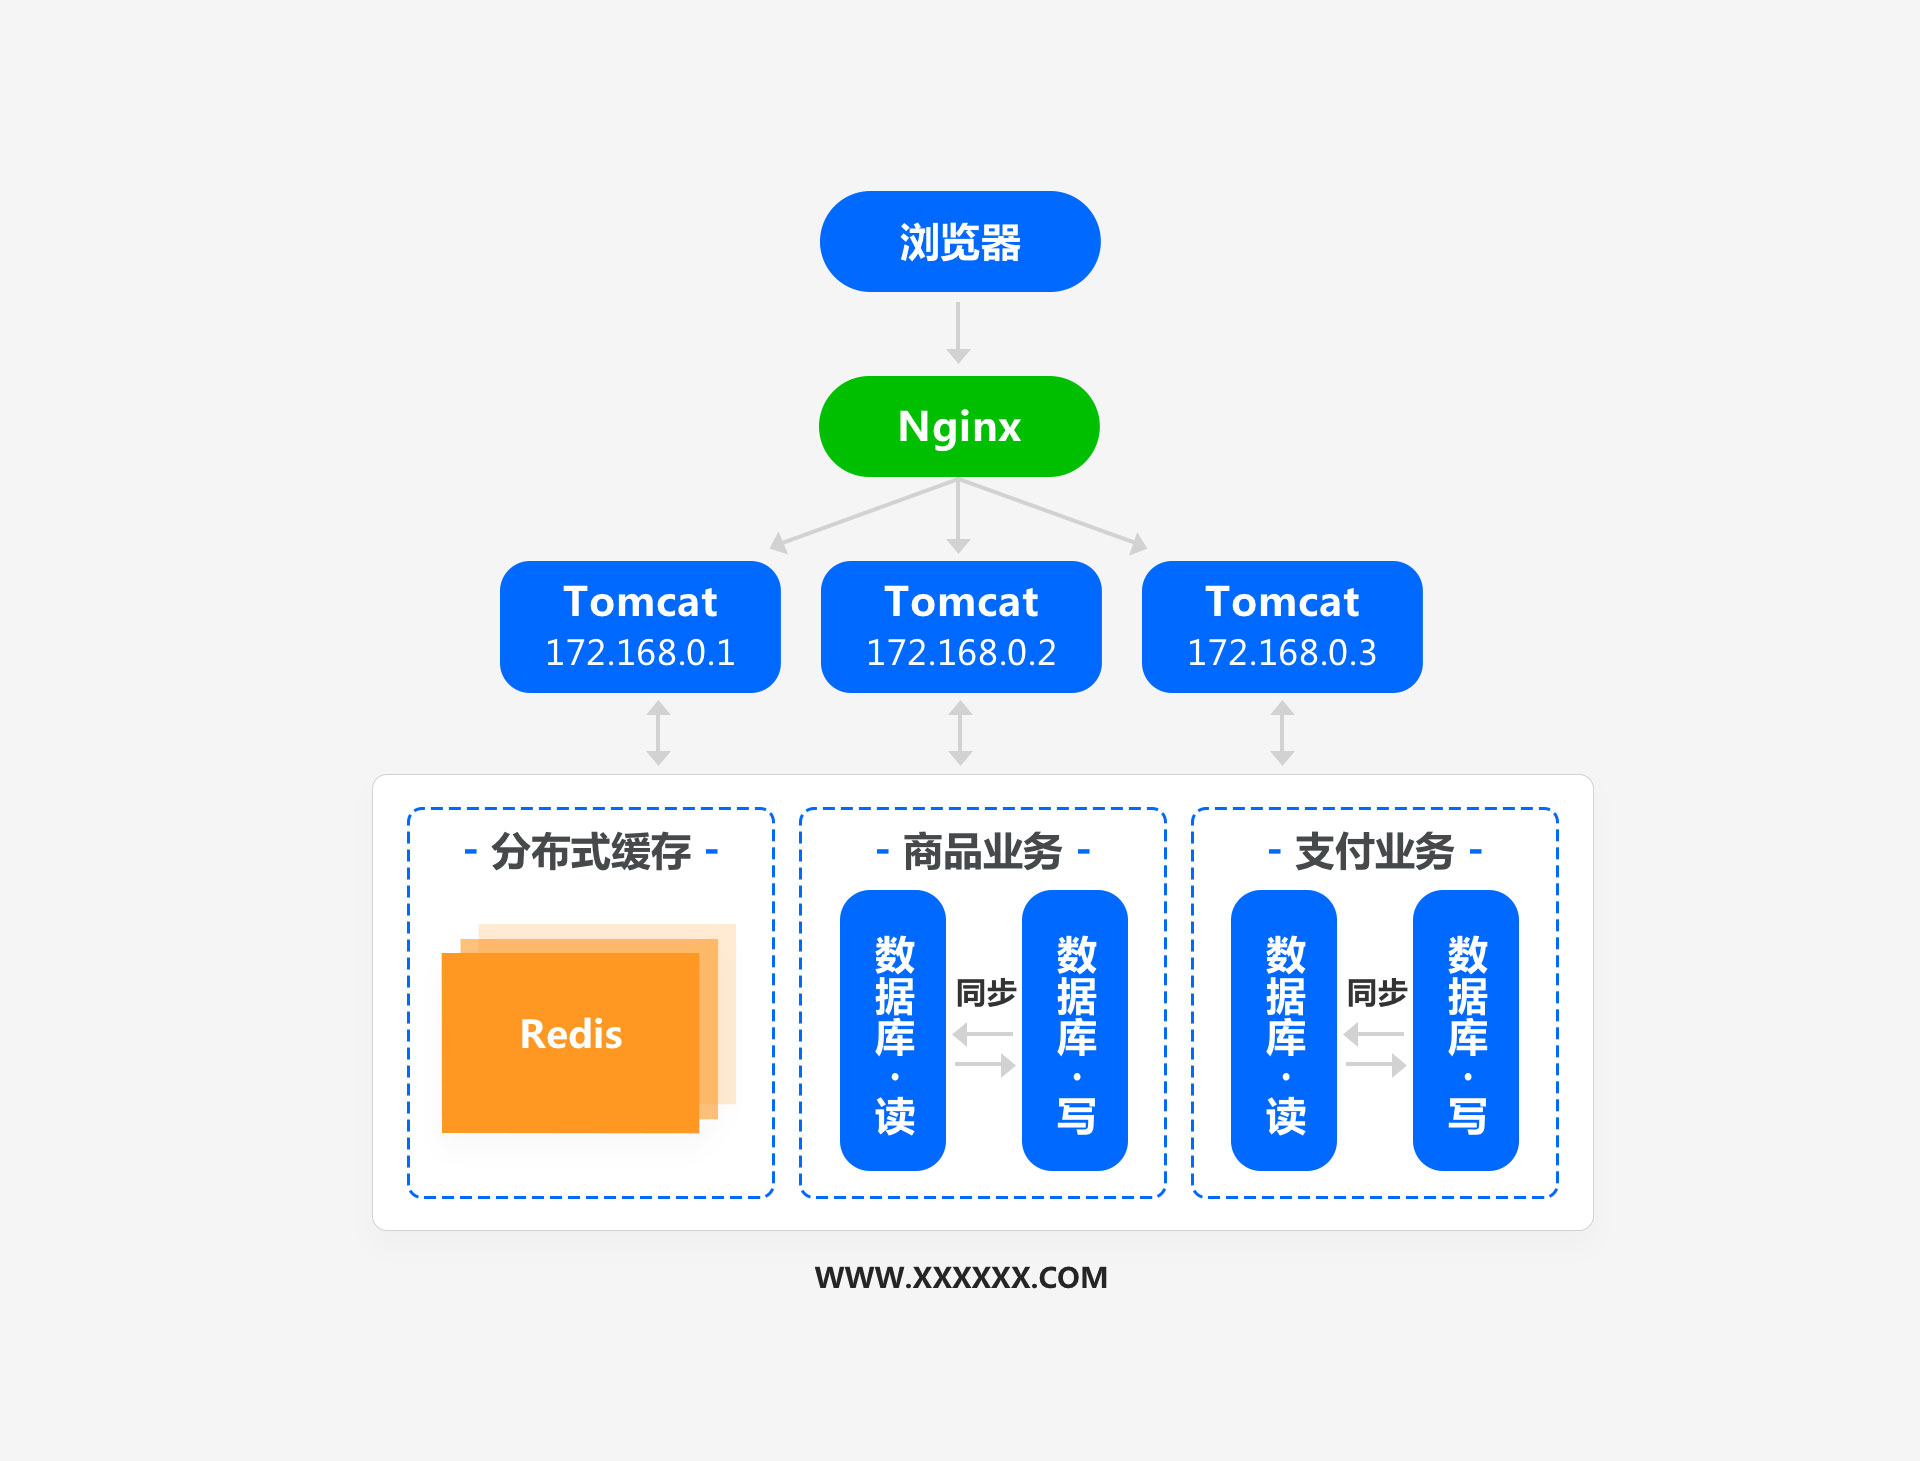 浏览器
Nginx
Tomcat
172.168.0.1
Tomcat
172.168.0.2
Tomcat
172.168.0.3
- 分布式缓存 -
Redis
- 商品业务 -
数据库·读
同步
数据库·写
- 支付业务 -
数据库·读
同步
数据库·写
WWW.XXXXXX.COM